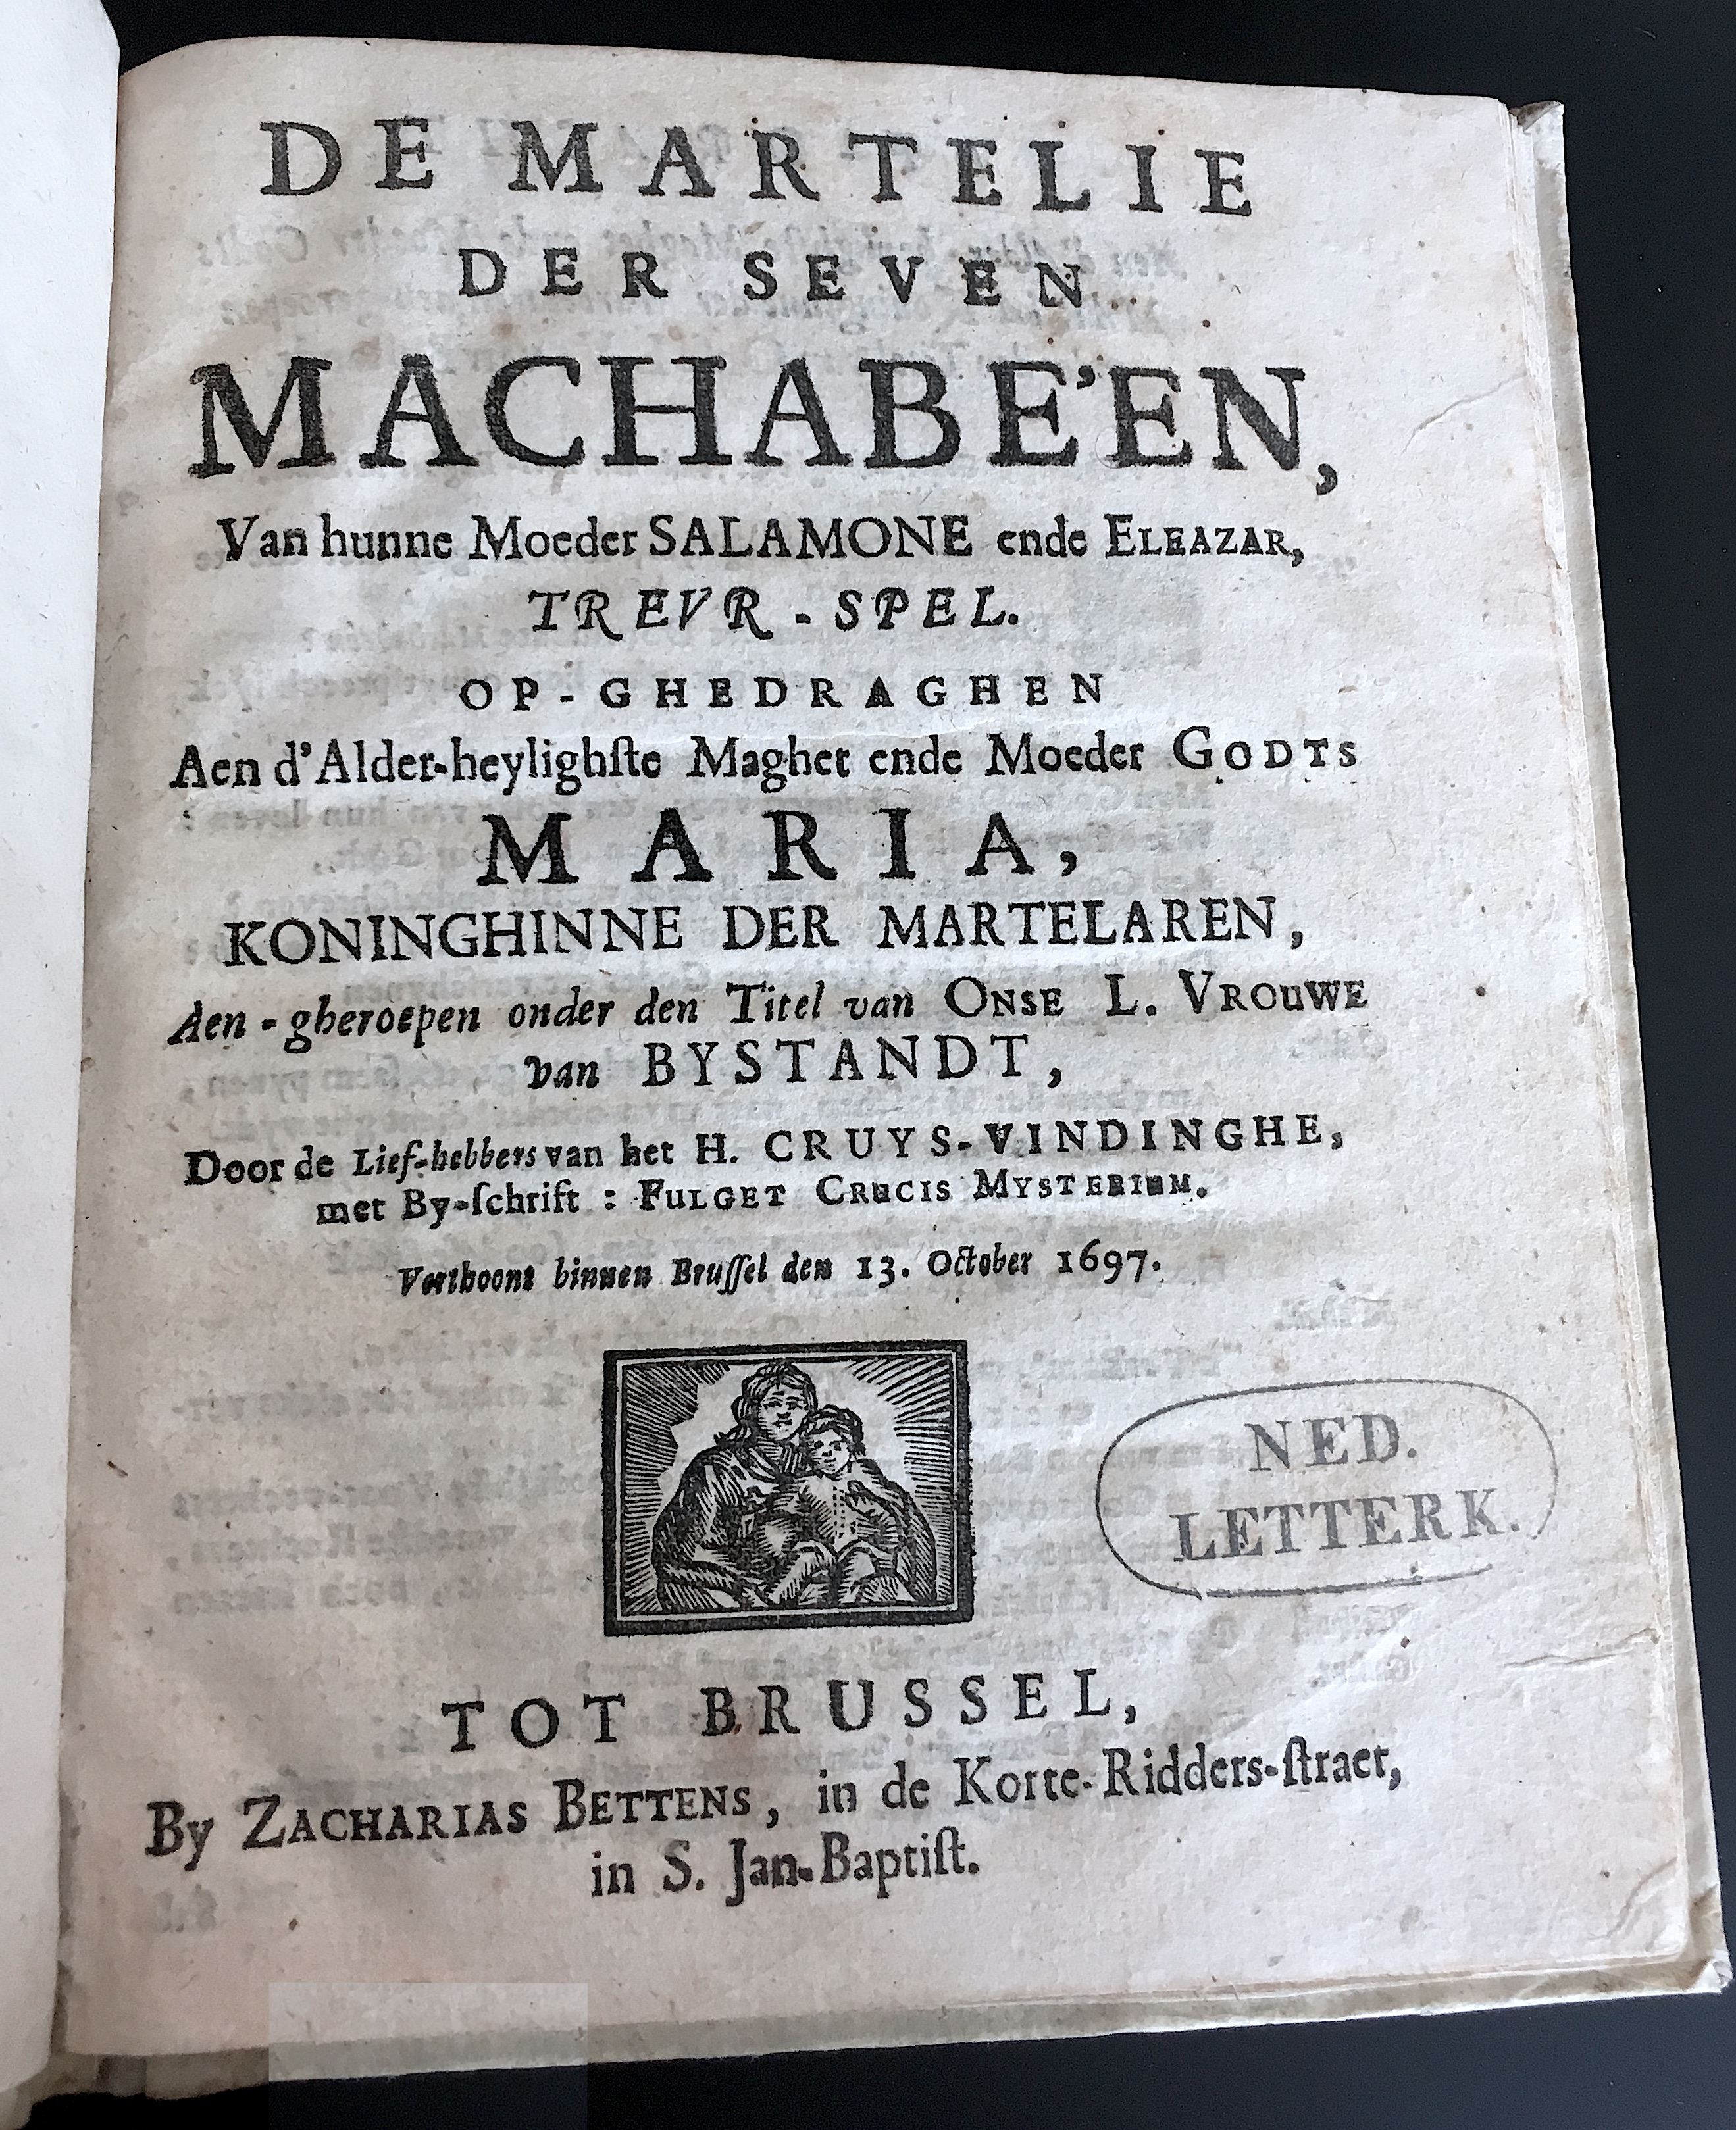 DE MARTELIE
DER SEVEN
MACHABE'EN,
Van hunne Moeder SALAMONE ende ELEAZAR,
TREVR-SPEL.
OP-GHEDRAGHEN
Aen d'Alder-heylighſte Maghet ende Moeder GODTS
MARIA,
KONINGHINNE DER MARTELAREN,
Aen-gheroepen onder den Titel van ONSE L. VROUWE
van BYSTANDT,
Door de Lief-hebbers van het H. CRUYS-VINDINGHE,
met By-ſchrift : FULGET CRUCIS MYSTERIUM.
Verthoont binnen Bruſſel den 13. October 1697.
NED.
LETTERK.
TOT BRUSSEL,
By ZACHARIAS BETTENS, in de Korte-Ridders-ſtraet,
in S. Jan-Baptiſt.